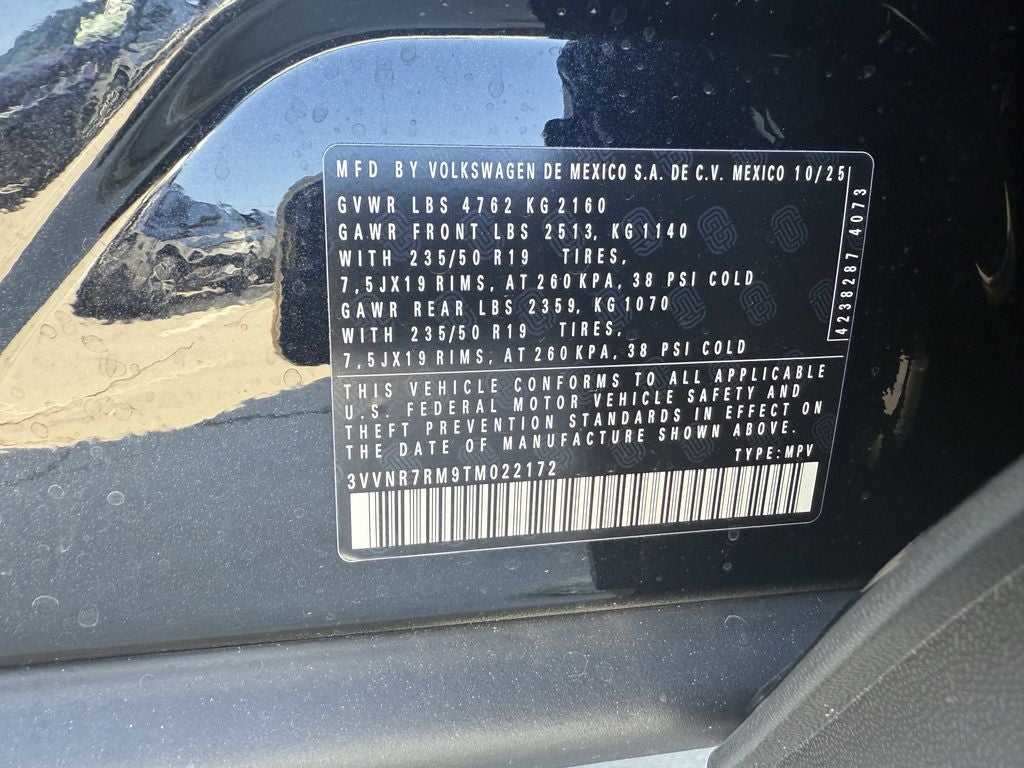 MFD BY VOLKSWAGEN DE MEXICO S.A. DE C.V. MEXICO 10/25
GVWR LBS 4762 KG 2160
GAWR FRONT LBS 2513, KG 1140
WITH 235/50 R19 TIRES,
7,5JX19 RIMS, AT 260 KPA, 38 PSI COLD
GAWR REAR LBS 2359, KG 1070
WITH 235/50 R19 TIRES,
7,5JX19 RIMS, AT 260 KPA, 38 PSI COLD
4238287 4073
THIS VEHICLE CONFORMS TO ALL APPLICABLE
U.S. FEDERAL MOTOR VEHICLE SAFETY AND
THEFT PREVENTION STANDARDS IN EFFECT ON
THE DATE OF MANUFACTURE SHOWN ABOVE.
TYPE: MPV
3VVNR7RM9TM022172